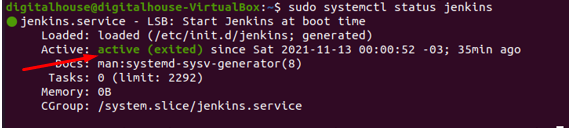 digitalhouse@digitalhouse-VirtualBox:~$ sudo systemctl status jenkins
● jenkins.service - LSB: Start Jenkins at boot time
Loaded: loaded (/etc/init.d/jenkins; generated)
Active: active (exited) since Sat 2021-11-13 00:00:52 -03; 35min ago
Docs: man:systemd-sysv-generator(8)
Tasks: 0 (limit: 2292)
Memory: 0B
CGroup: /system.slice/jenkins.service